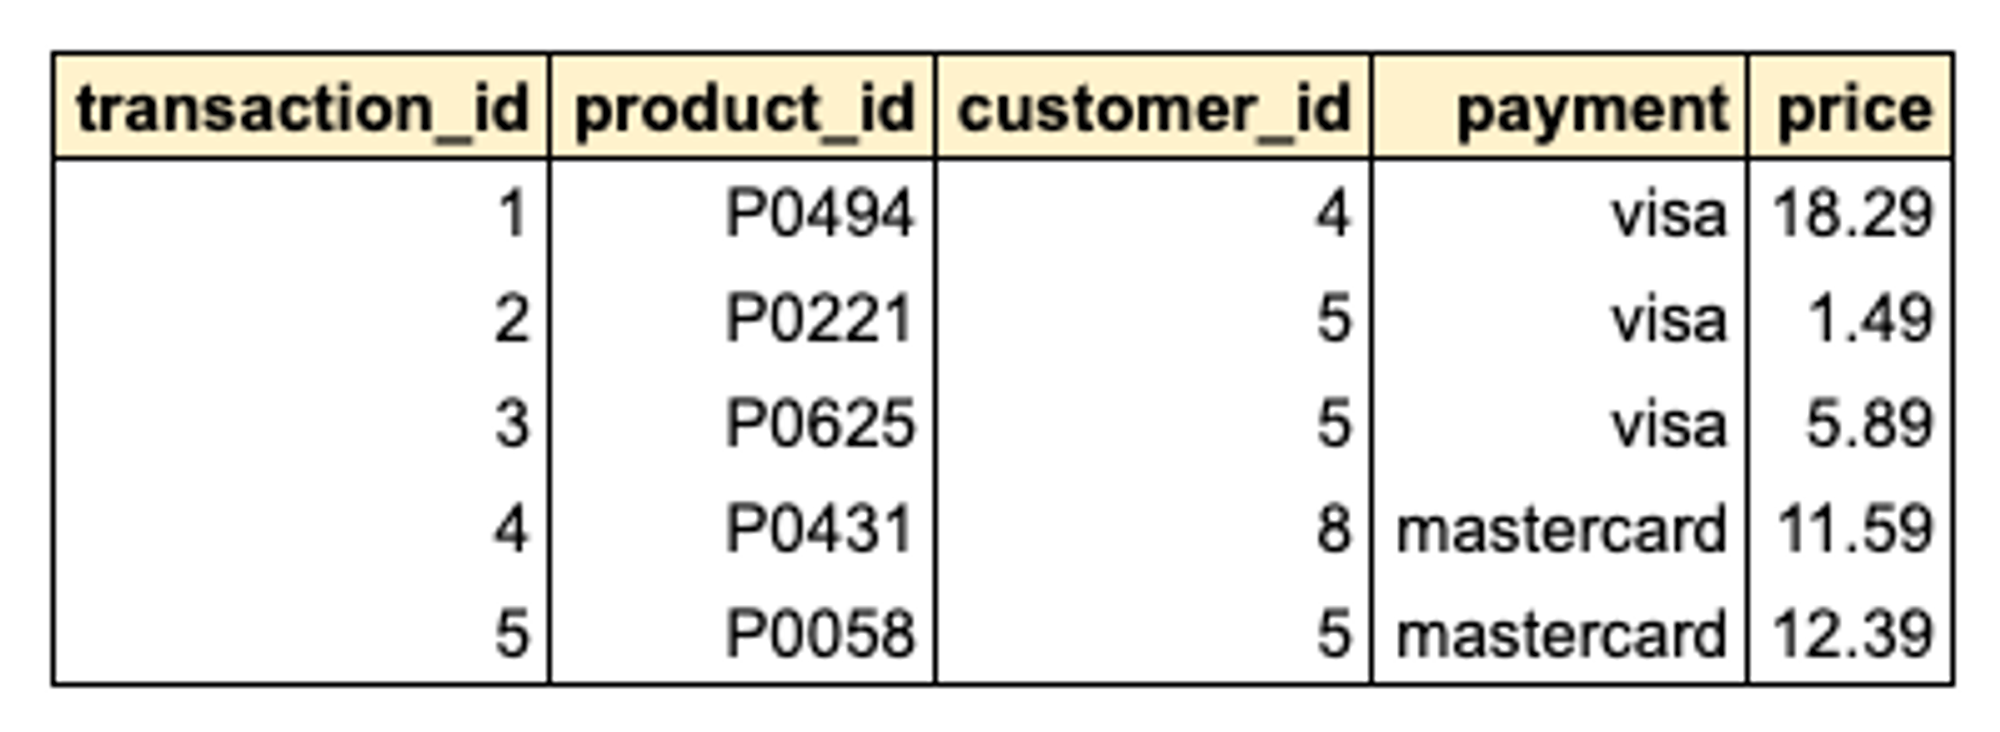 transaction_id product_id customer_id payment price
1 P0494 4 visa 18.29
2 P0221 5 visa 1.49
3 P0625 5 visa 5.89
4 P0431 8 mastercard 11.59
5 P0058 5 mastercard 12.39